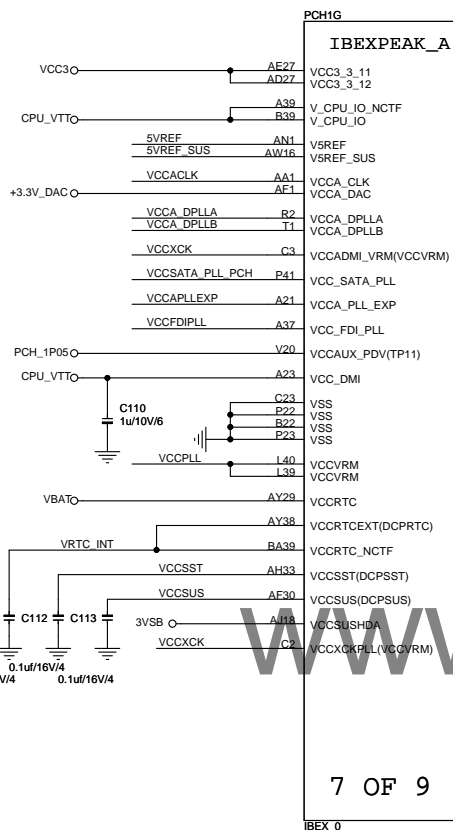 PCH1G
IBEXPEAK_A
VCC3 AE27 VCC3_3_11
AD27 VCC3_3_12
A39 V_CPU_IO_NCTF
CPU_VTT B39 V_CPU_IO
5VREF AN1 V5REF
5VREF_SUS AW16 V5REF_SUS
VCCACLK AA1 VCCA_CLK
+3.3V_DAC AF1 VCCA_DAC
VCCA_DPLLA R2 VCCA_DPLLA
VCCA_DPLLB T1 VCCA_DPLLB
VCCXCK C3 VCCADMI_VRM(VCCVRM)
VCCSATA_PLL_PCH P41 VCC_SATA_PLL
VCCAPLLEXP A21 VCCA_PLL_EXP
VCCFDIPLL A37 VCC_FDI_PLL
PCH_1P05 V20 VCCAUX_PDV(TP11)
CPU_VTT A23 VCC_DMI
C110
1u/10V/6
C23 VSS
P22 VSS
B22 VSS
P23 VSS
VCCPLL L40 VCCVRM
L39 VCCVRM
VBAT AY29 VCCRTC
AY38 VCCRTCEXT(DCPRTC)
VRTC_INT BA39 VCCRTC_NCTF
VCCSST AH33 VCCSST(DCPSST)
VCCSUS AF30 VCCSUS(DCPSUS)
C112 C113
3VSB AJ18 VCCSUSHDA
VCCXCK C2 VCCXCKPLL(VCCVRM)
0.1uf/16V/4
V/4 0.1uf/16V/4
WWV
7 OF 9
IBEX_0